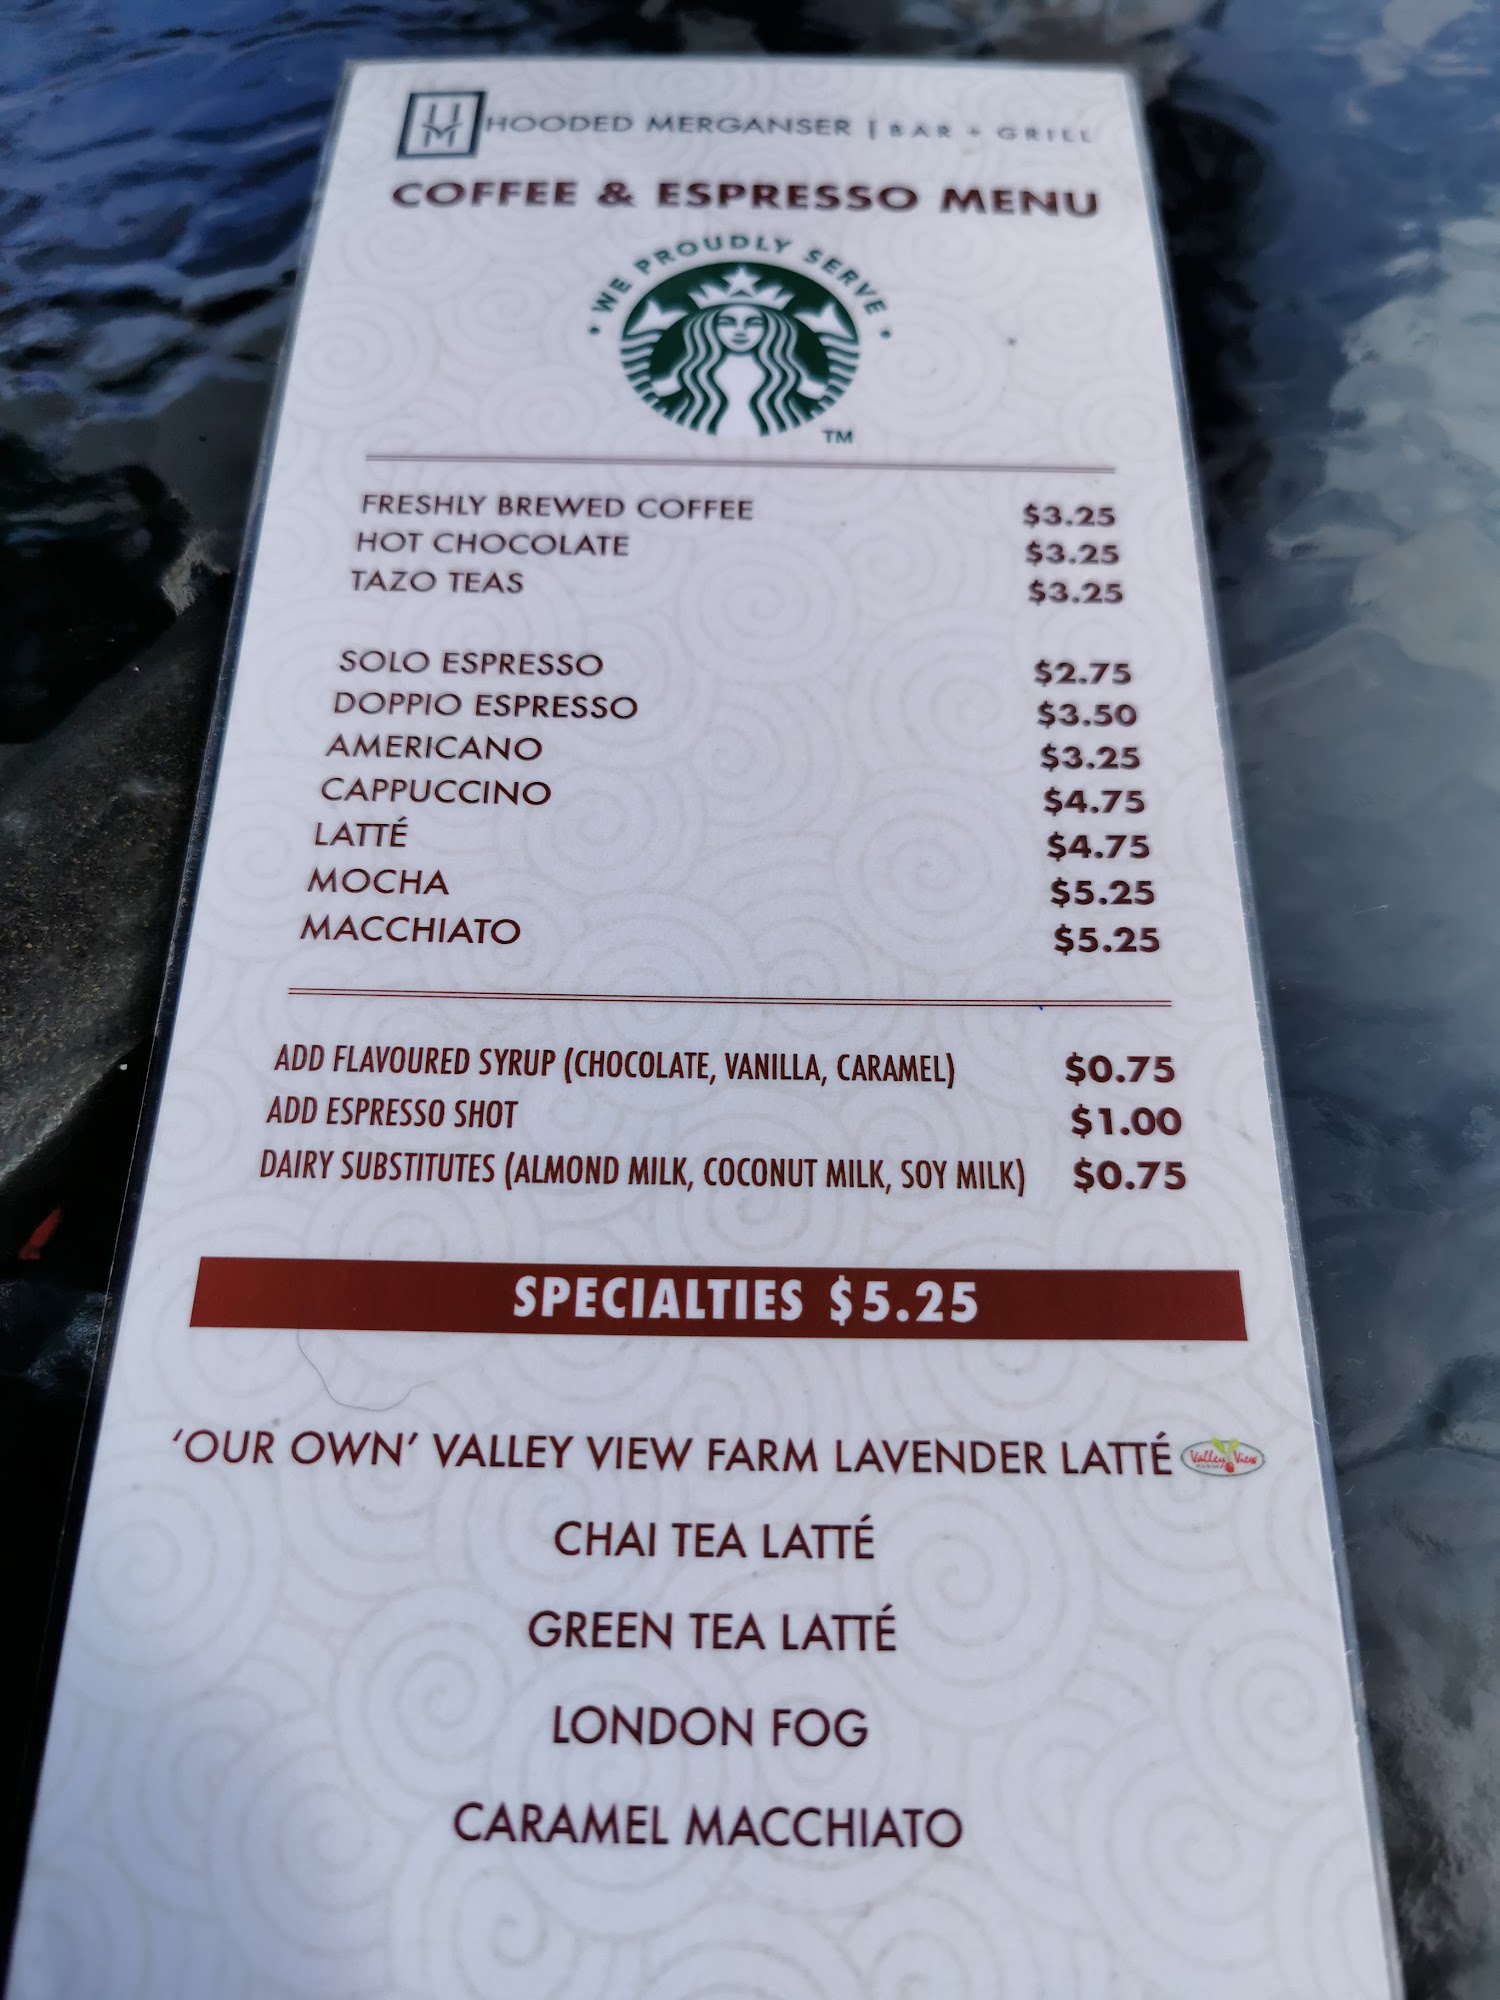 HM HOODED MERGANSER | BAR + GRILL
COFFEE & ESPRESSO MENU
• WE PROUDLY SERVE •
TM
FRESHLY BREWED COFFEE $3.25
HOT CHOCOLATE $3.25
TAZO TEAS $3.25
SOLO ESPRESSO $2.75
DOPPIO ESPRESSO $3.50
AMERICANO $3.25
CAPPUCCINO $4.75
LATTÉ $4.75
MOCHA $5.25
MACCHIATO $5.25
ADD FLAVOURED SYRUP (CHOCOLATE, VANILLA, CARAMEL) $0.75
ADD ESPRESSO SHOT $1.00
DAIRY SUBSTITUTES (ALMOND MILK, COCONUT MILK, SOY MILK) $0.75
SPECIALTIES $5.25
‘OUR OWN’ VALLEY VIEW FARM LAVENDER LATTÉ Valley View
CHAI TEA LATTÉ
GREEN TEA LATTÉ
LONDON FOG
CARAMEL MACCHIATO